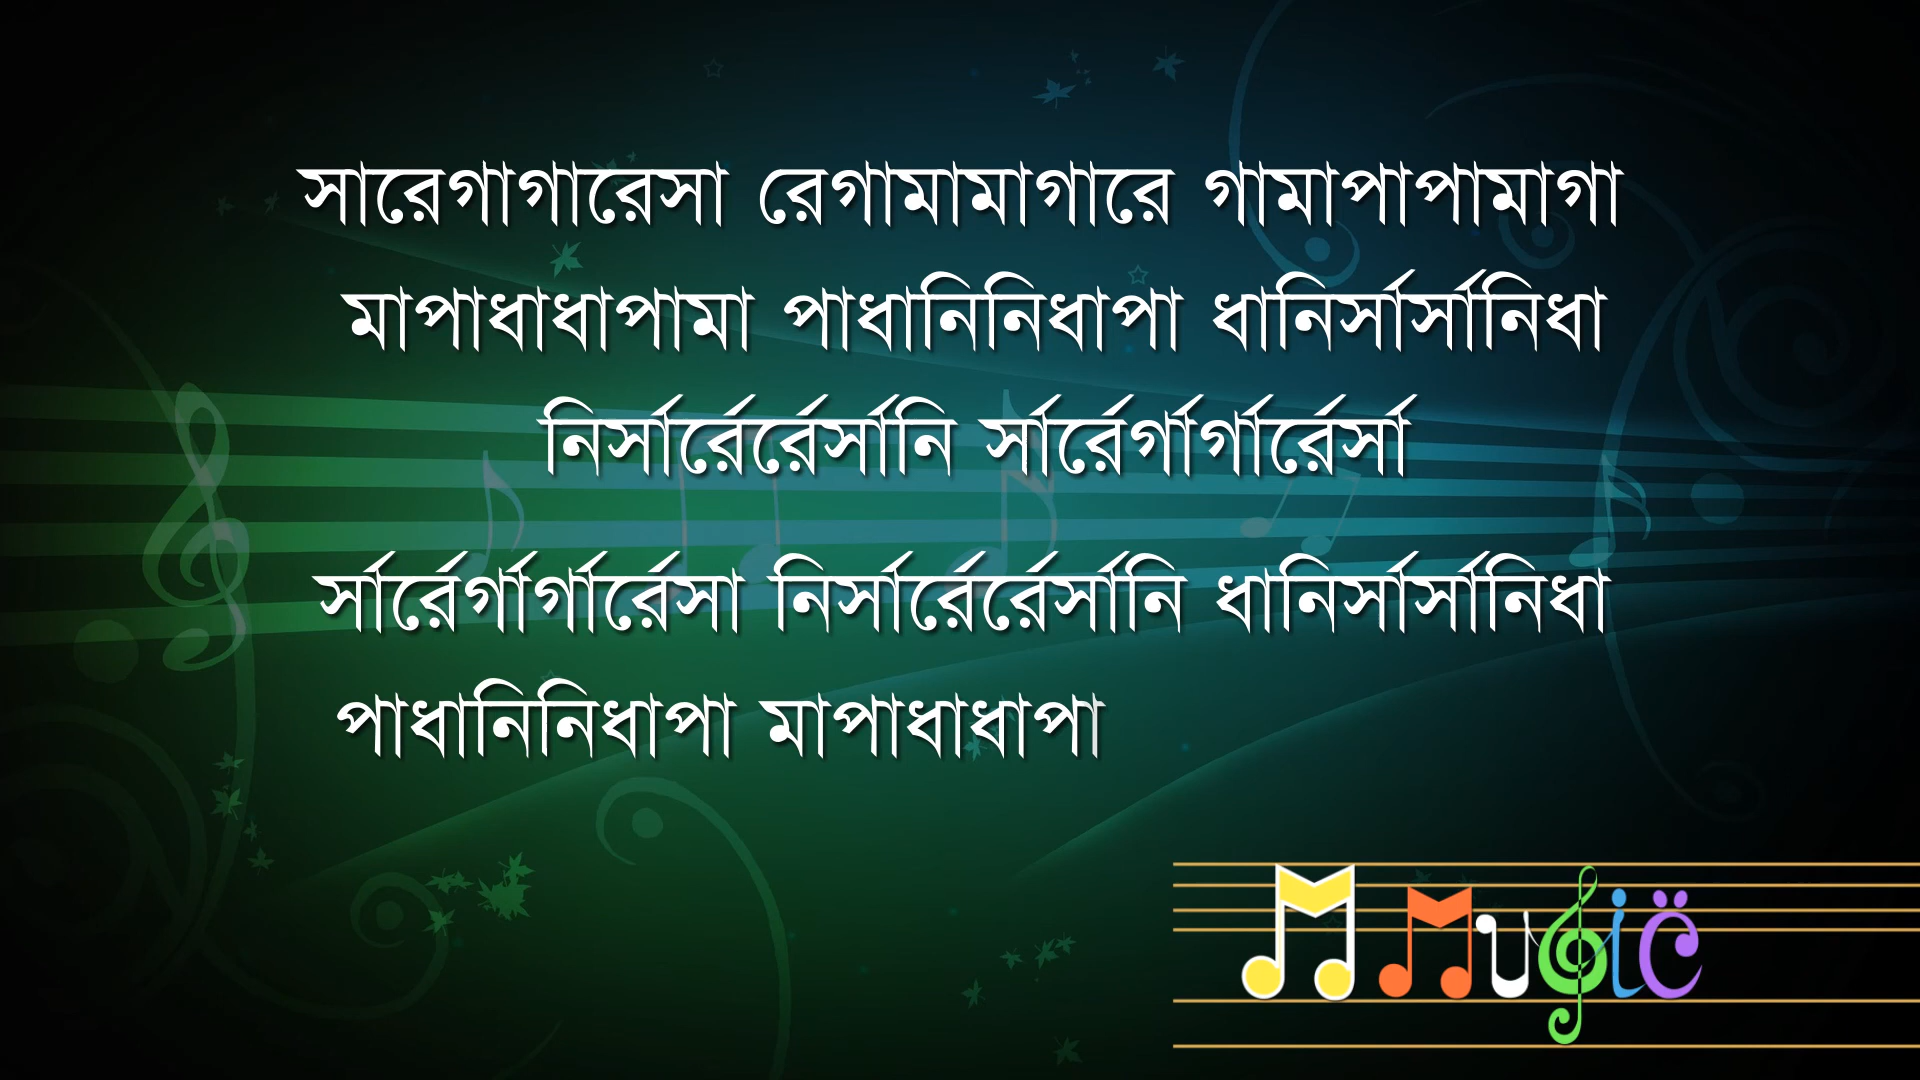 সারেগাগারেসা রেগামামাগারে গামাপাপামাগা
মাপাধাধাপামা পাধানিনিধাপা ধানির্সার্সানিধা
নির্সার্রের্রের্সানি র্সার্রের্গার্গার্রের্সা
র্সার্রের্গার্গার্রেসা নির্সার্রের্রের্সানি ধানির্সার্সানিধা
পাধানিনিধাপা মাপাধাধাপা
M Music